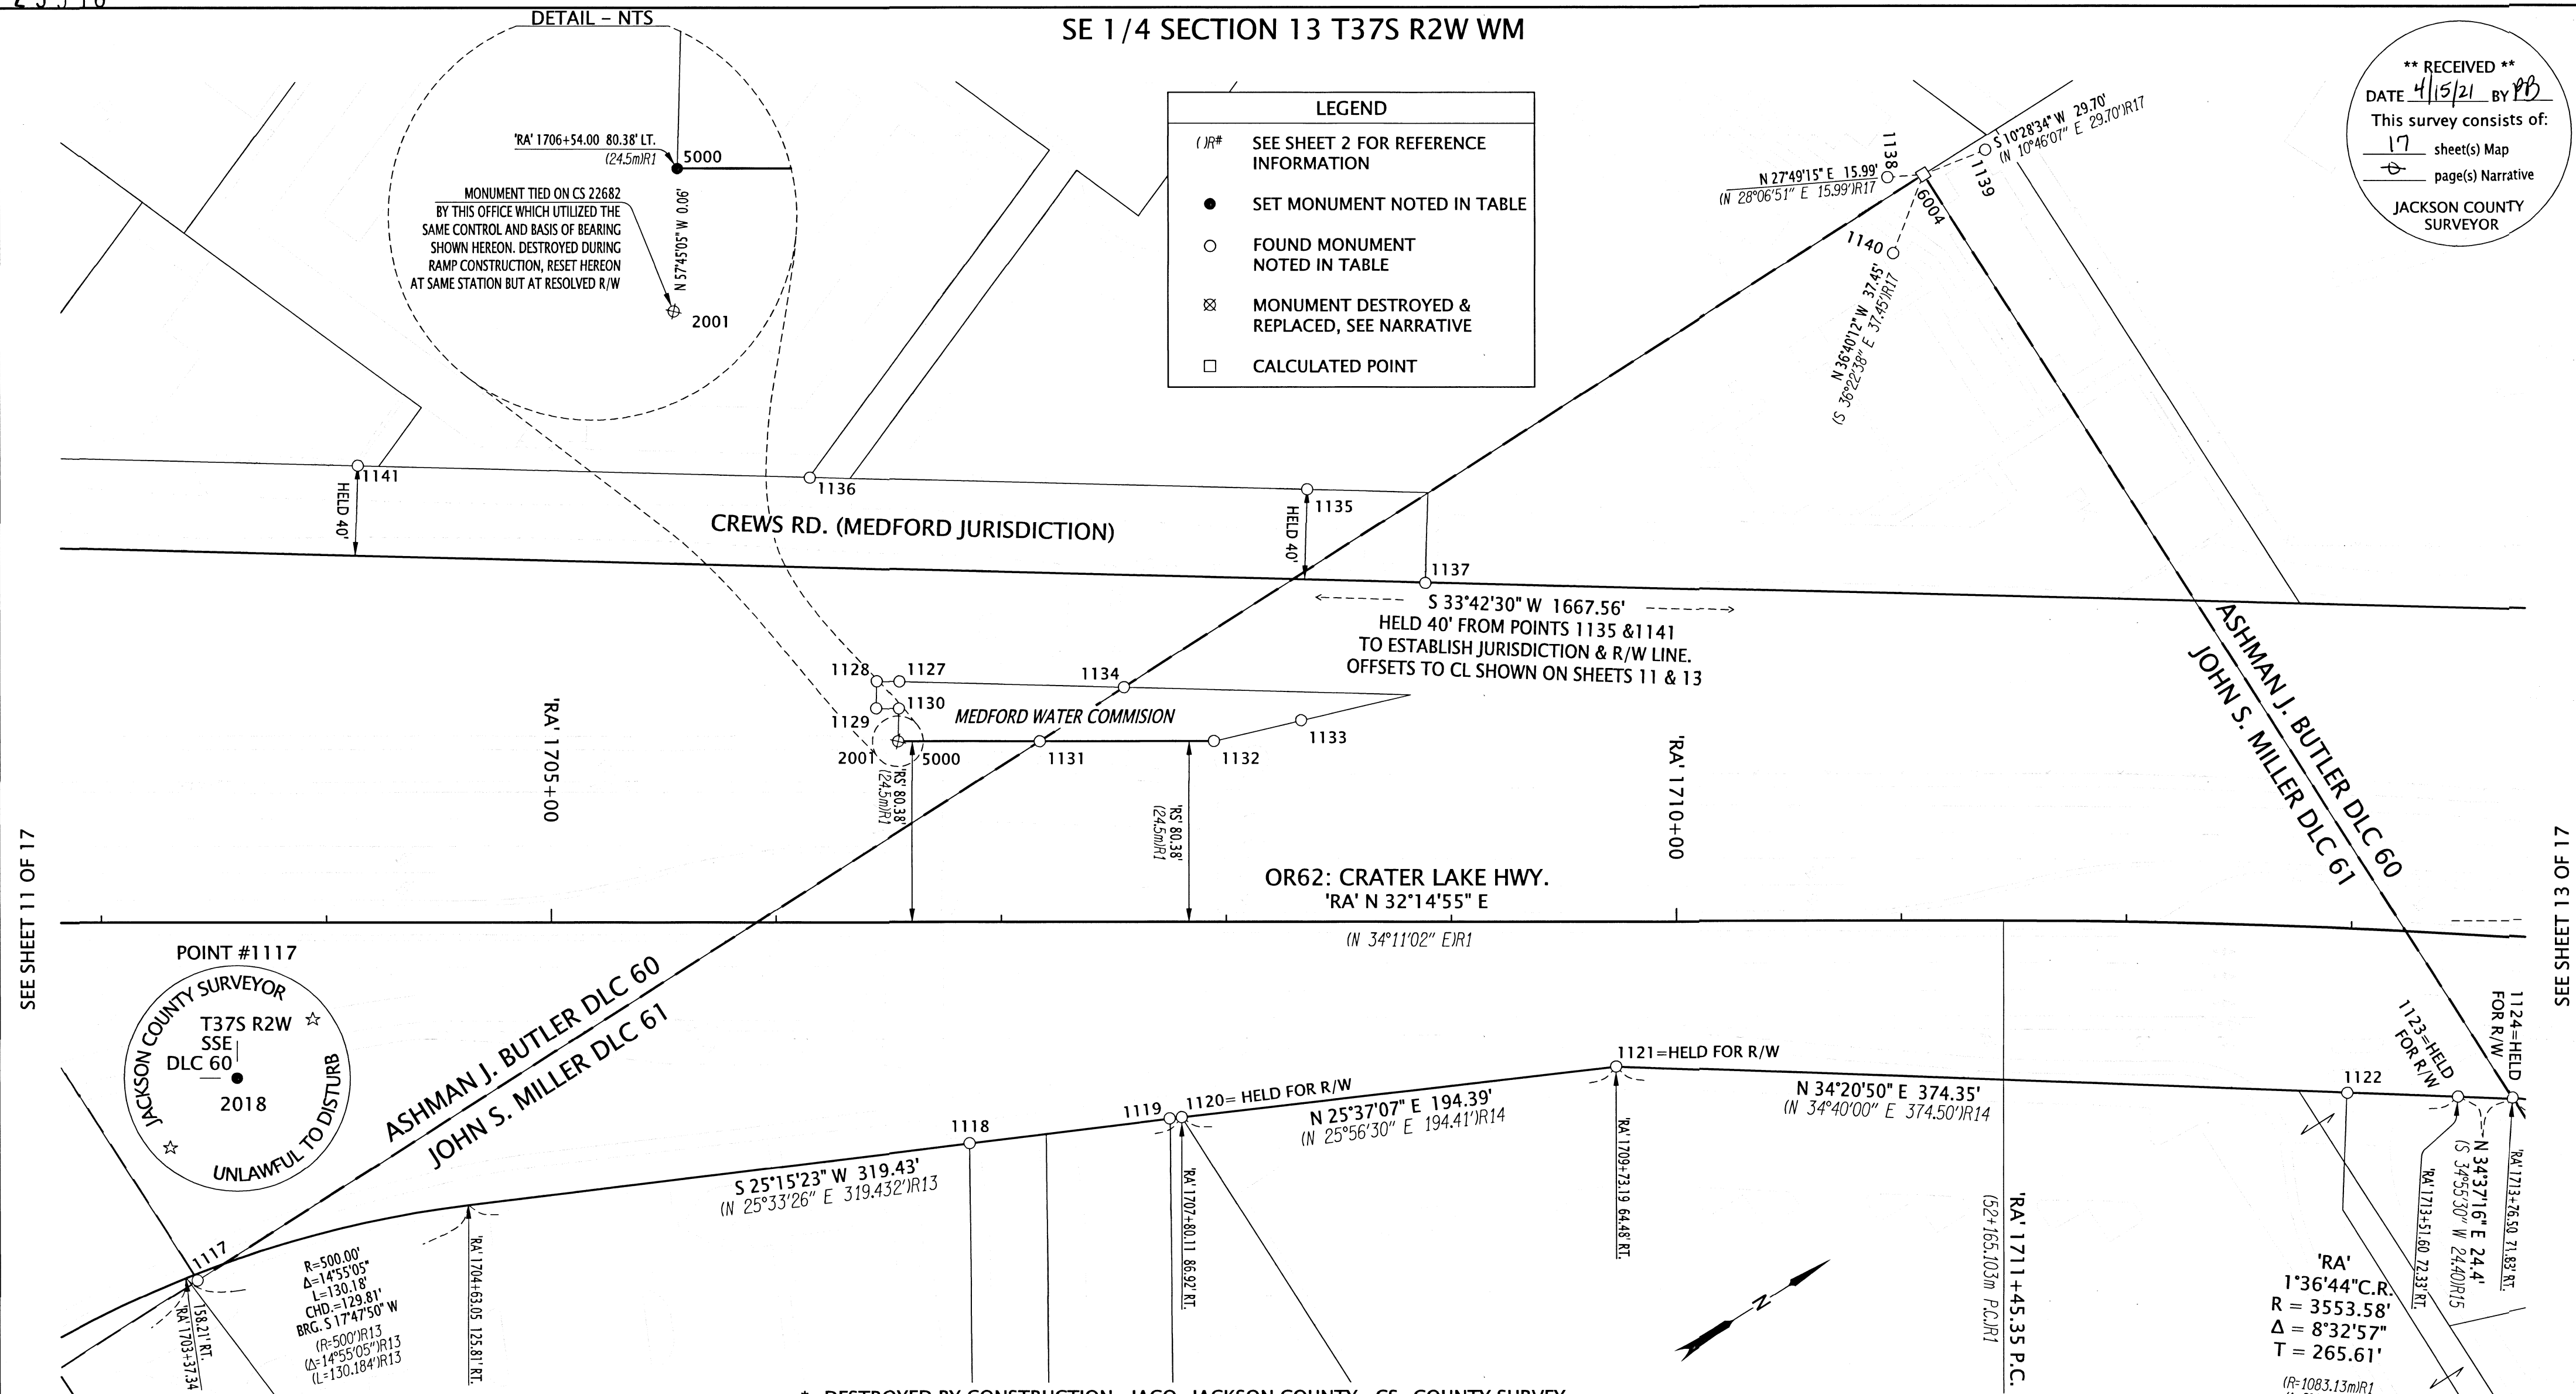 DETAIL – NTS
SE 1/4 SECTION 13 T37S R2W WM
'RA' 1706+54.00 80.38' LT.
(24.5m)R1
5000
MONUMENT TIED ON CS 22682
BY THIS OFFICE WHICH UTILIZED THE
SAME CONTROL AND BASIS OF BEARING
SHOWN HEREON. DESTROYED DURING
RAMP CONSTRUCTION, RESET HEREON
AT SAME STATION BUT AT RESOLVED R/W
N 57°45'05" W 0.06'
2001
LEGEND
( )R# SEE SHEET 2 FOR REFERENCE
INFORMATION
SET MONUMENT NOTED IN TABLE
FOUND MONUMENT
NOTED IN TABLE
MONUMENT DESTROYED &
REPLACED, SEE NARRATIVE
CALCULATED POINT
** RECEIVED **
DATE 4/15/21 BY PB
This survey consists of:
17 sheet(s) Map
page(s) Narrative
JACKSON COUNTY
SURVEYOR
N 27°49'15" E 15.99'
(N 28°06'51" E 15.99')R17
1138
S 10°28'34" W 29.70'
(N 10°46'07" E 29.70')R17
1139
6004
1140
N 36°40'12" W 37.45'
(S 36°22'38" E 37.45')R17
1141
HELD 40'
1136
1135
HELD 40'
CREWS RD. (MEDFORD JURISDICTION)
1137
S 33°42'30" W 1667.56'
HELD 40' FROM POINTS 1135 &1141
TO ESTABLISH JURISDICTION & R/W LINE.
OFFSETS TO CL SHOWN ON SHEETS 11 & 13
1128
1127
1134
1129
1130
MEDFORD WATER COMMISION
1133
2001
5000
1131
1132
'RS' 80.38'
(24.5m)R1
'RS' 80.38'
(24.5m)R1
'RA' 1705+00
'RA' 1710+00
ASHMAN J. BUTLER DLC 60
JOHN S. MILLER DLC 61
SEE SHEET 11 OF 17
SEE SHEET 13 OF 17
OR62: CRATER LAKE HWY.
'RA' N 32°14'55" E
(N 34°11'02" E)R1
POINT #1117
JACKSON COUNTY SURVEYOR
T37S R2W
SSE
DLC 60
2018
UNLAWFUL TO DISTURB
ASHMAN J. BUTLER DLC 60
JOHN S. MILLER DLC 61
1117
158.21' RT.
'RA' 1703+37.34
R=500.00'
Δ=14°55'05"
L=130.18'
CHD.=129.81'
BRG. S 17°47'50" W
(R=500')R13
(Δ=14°55'05")R13
(L=130.184')R13
'RA' 1704+63.05 125.81' RT.
S 25°15'23" W 319.43'
(N 25°33'26" E 319.432')R13
1118
1119
1120= HELD FOR R/W
'RA' 1707+80.11 86.92' RT.
N 25°37'07" E 194.39'
(N 25°56'30" E 194.41')R14
1121=HELD FOR R/W
'RA' 1709+73.19 64.48' RT.
N 34°20'50" E 374.35'
(N 34°40'00" E 374.50')R14
'RA' 1711+45.35 P.C.
(52+165.103m P.C.)R1
N
1122
1123=HELD
FOR R/W
1124=HELD
FOR R/W
'RA' 1713+51.60 72.33' RT.
N 34°37'16" E 24.4'
(S 34°55'30" W 24.40)R15
'RA' 1713+76.50 71.83' RT.
'RA'
1°36'44"C.R.
R = 3553.58'
Δ = 8°32'57"
T = 265.61'
(R=1083.13m)R1